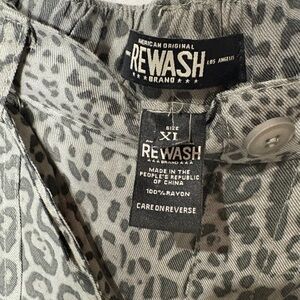 AMERICAN ORIGINAL
REWASH
LOS ANGELES
BRAND
SIZE
XL
REWASH
BRAND
MADE IN THE
PEOPLE'S REPUBLIC
OF CHINA
100% RAYON
CARE ON REVERSE